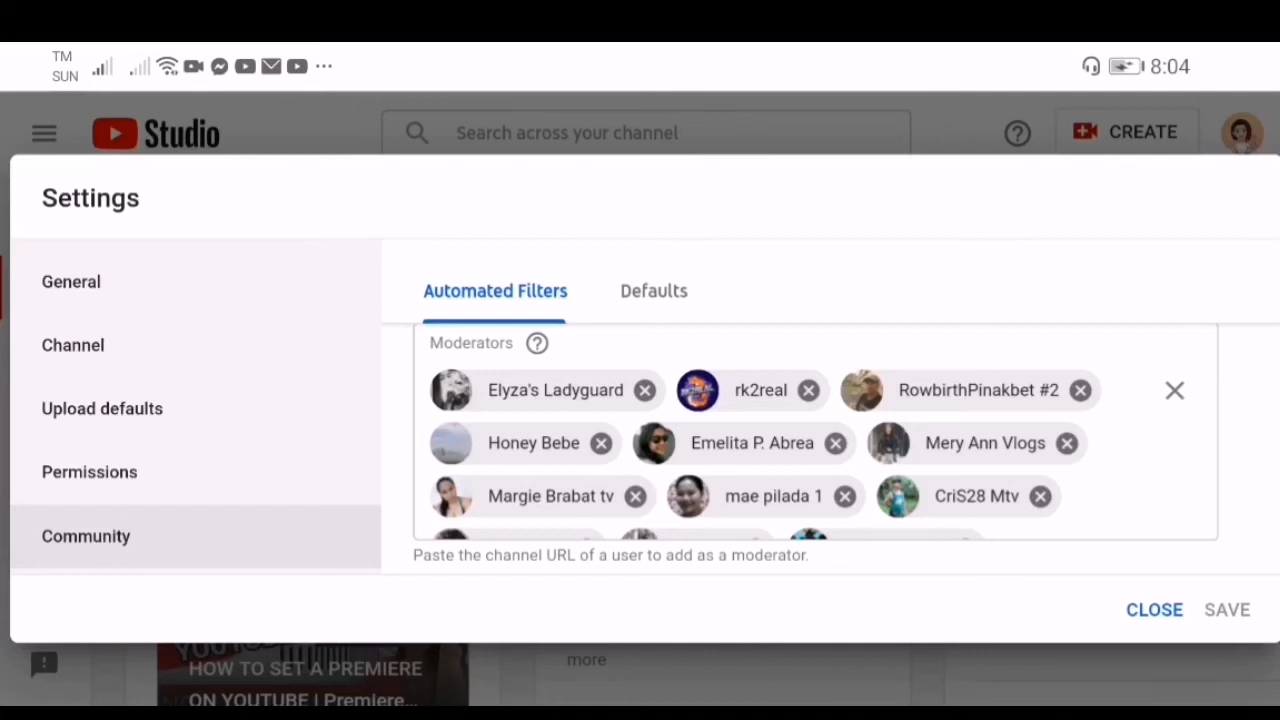 TM
SUN
8:04
Studio
Search across your channel
CREATE
Settings
General
Channel
Upload defaults
Permissions
Community
Automated Filters
Defaults
Moderators
Elyza's Ladyguard
rk2real
RowbirthPinakbet #2
Honey Bebe
Emelita P. Abrea
Mery Ann Vlogs
Margie Brabat tv
mae pilada 1
CriS28 Mtv
Paste the channel URL of a user to add as a moderator.
CLOSE
SAVE
HOW TO SET A PREMIERE
ON YOUTUBE | Premiere...
more